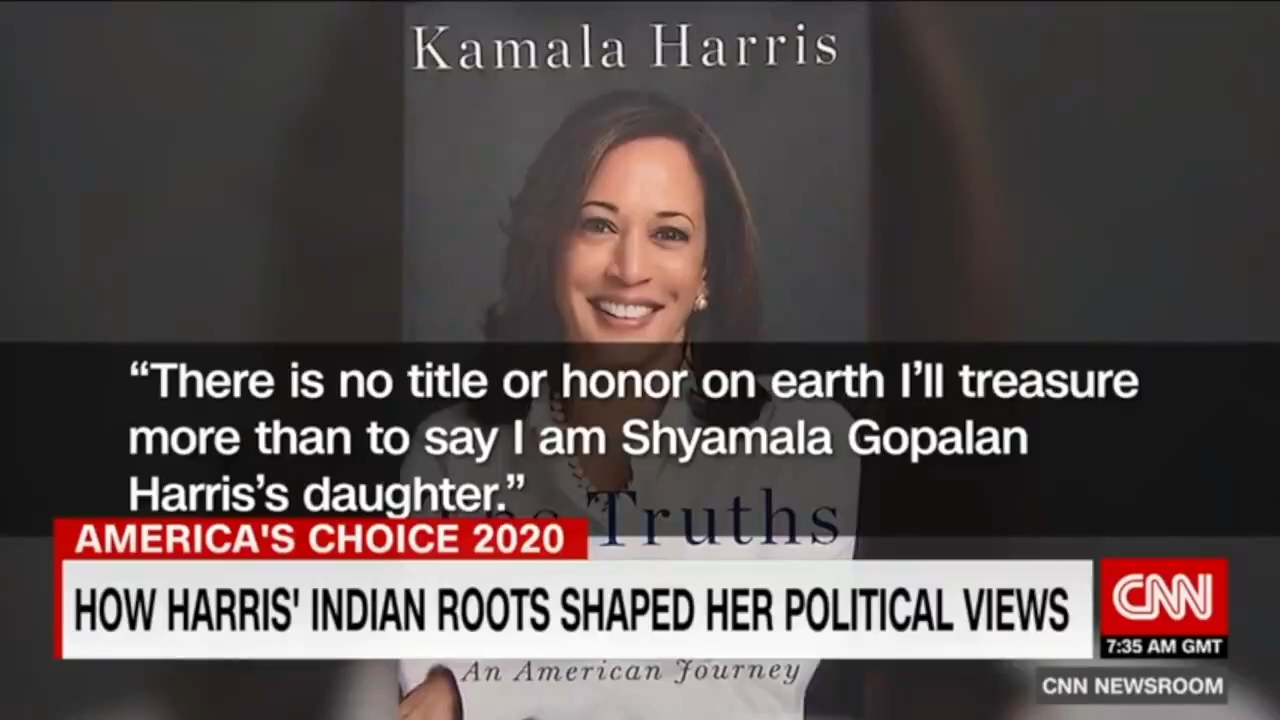 Kamala Harris
“There is no title or honor on earth I’ll treasure
more than to say I am Shyamala Gopalan
Harris’s daughter.”
Truths
AMERICA'S CHOICE 2020
HOW HARRIS' INDIAN ROOTS SHAPED HER POLITICAL VIEWS
CNN
7:35 AM GMT
An American Journey
CNN NEWSROOM